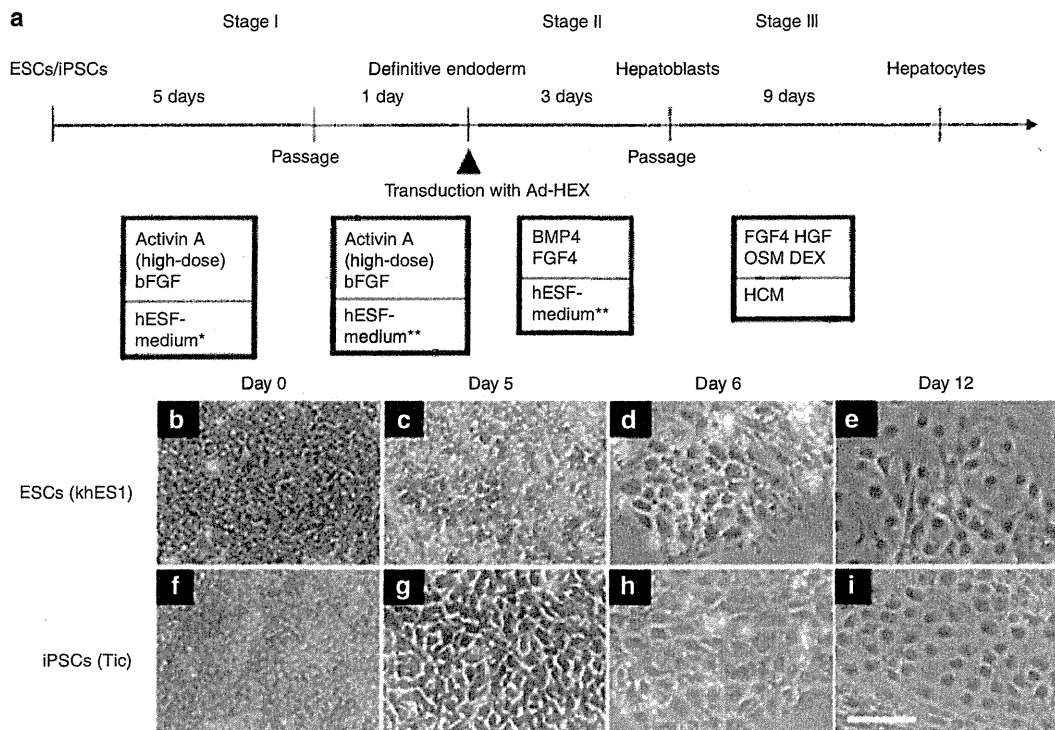 a
Stage I Stage II Stage III
ESCs/iPSCs Definitive endoderm Hepatoblasts Hepatocytes
5 days 1 day 3 days 9 days
Passage Passage
Transduction with Ad-HEX
Activin A
(high-dose)
bFGF
hESF-
medium*
Activin A
(high-dose)
bFGF
hESF-
medium**
BMP4
FGF4
hESF-
medium**
FGF4 HGF
OSM DEX
HCM
Day 0 Day 5 Day 6 Day 12
b c d e
ESCs (khES1)
f g h i
iPSCs (Tic)